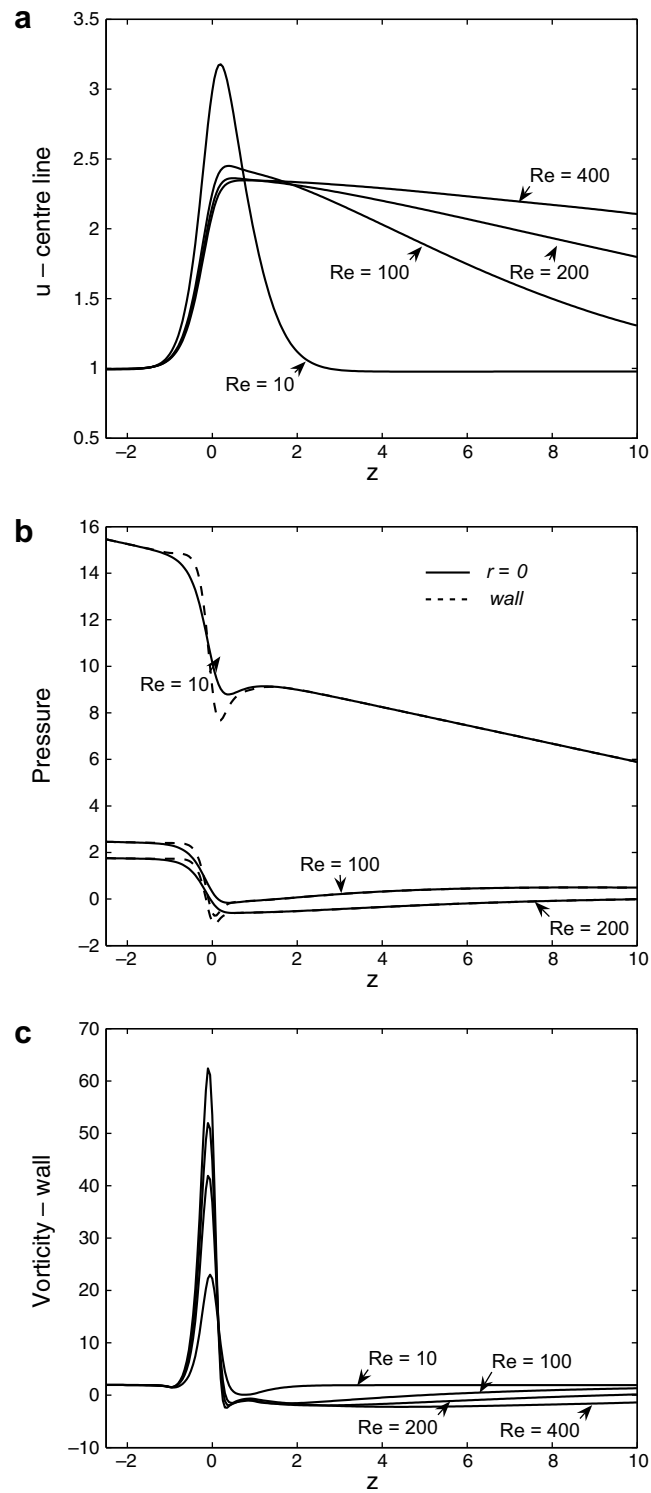 a
3.5
3
2.5
2
1.5
1
0.5
u – centre line
Re = 400
Re = 100
Re = 200
Re = 10
−2
0
2
4
6
8
10
z
b
16
14
12
10
8
6
4
2
0
−2
Pressure
r = 0
wall
Re = 10
Re = 100
Re = 200
−2
0
2
4
6
8
10
z
c
70
60
50
40
30
20
10
0
−10
Vorticity – wall
Re = 10
Re = 100
Re = 200
Re = 400
−2
0
2
4
6
8
10
z